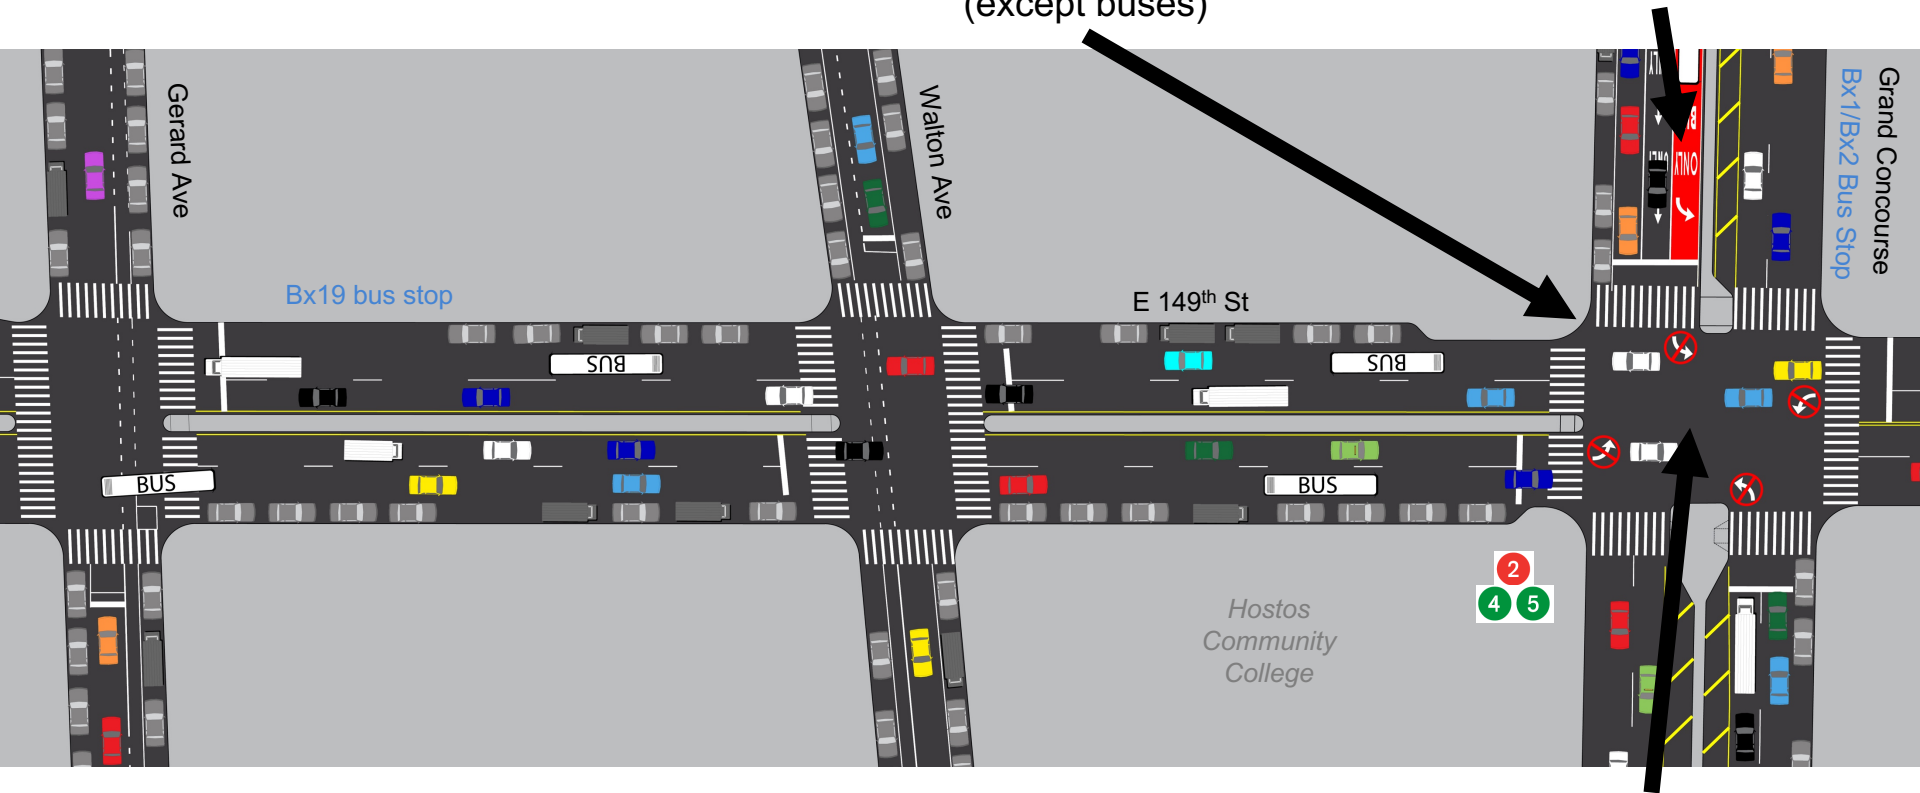 (except buses)
Gerard Ave
Walton Ave
Grand Concourse
Bx1/Bx2 Bus Stop
ONLY
Bx19 bus stop
E 149th St
BUS
BUS
BUS
BUS
2
4 5
Hostos
Community
College